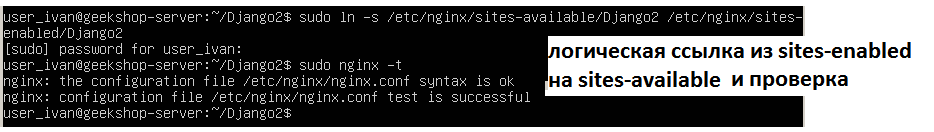 user_ivan@geekshop-server:~/Django2$ sudo ln -s /etc/nginx/sites-available/Django2 /etc/nginx/sites-
enabled/Django2
[sudo] password for user_ivan:
user_ivan@geekshop-server:~/Django2$ sudo nginx -t
nginx: the configuration file /etc/nginx/nginx.conf syntax is ok
nginx: configuration file /etc/nginx/nginx.conf test is successful
user_ivan@geekshop-server:~/Django2$
логическая ссылка из sites-enabled
на sites-available и проверка